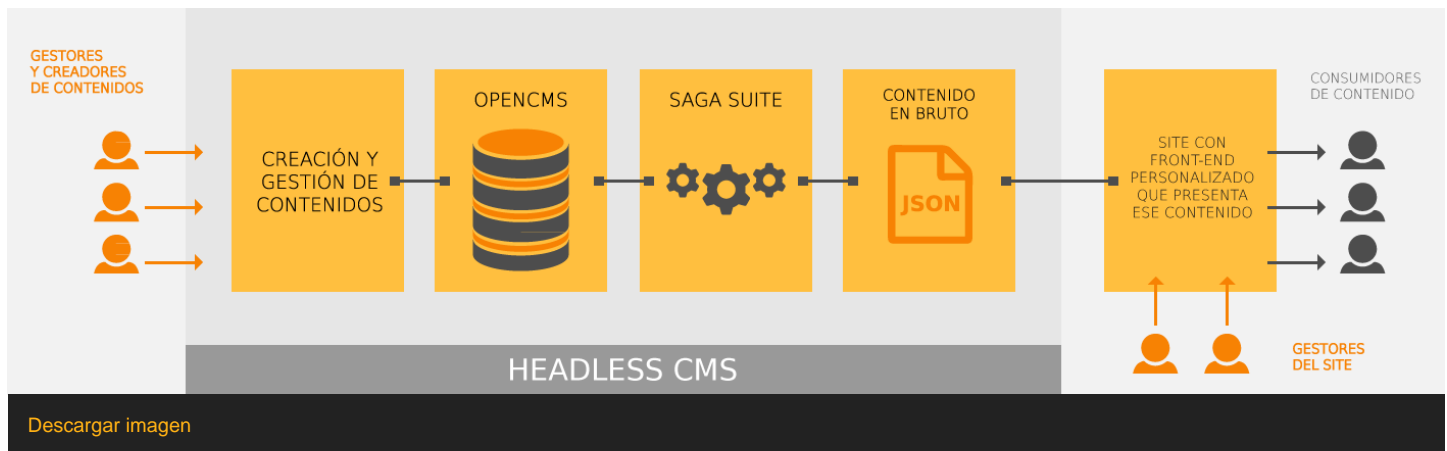 GESTORES
Y CREADORES
DE CONTENIDOS
CREACIÓN Y
GESTIÓN DE
CONTENIDOS
OPENCMS
SAGA SUITE
CONTENIDO
EN BRUTO
JSON
SITE CON
FRONT-END
PERSONALIZADO
QUE PRESENTA
ESE CONTENIDO
CONSUMIDORES
DE CONTENIDO
GESTORES
DEL SITE
HEADLESS CMS
Descargar imagen